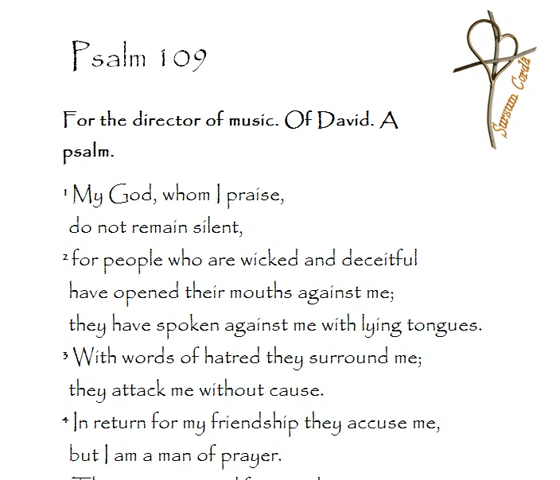 Psalm 109
Sursum Corda
For the director of music. Of David. A
psalm.
¹ My God, whom I praise,
do not remain silent,
² for people who are wicked and deceitful
have opened their mouths against me;
they have spoken against me with lying tongues.
³ With words of hatred they surround me;
they attack me without cause.
⁴ In return for my friendship they accuse me,
but I am a man of prayer.